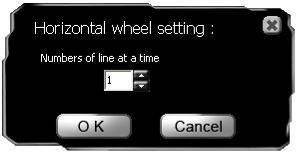 Horizontal wheel setting :
Numbers of line at a time
1
O K
Cancel